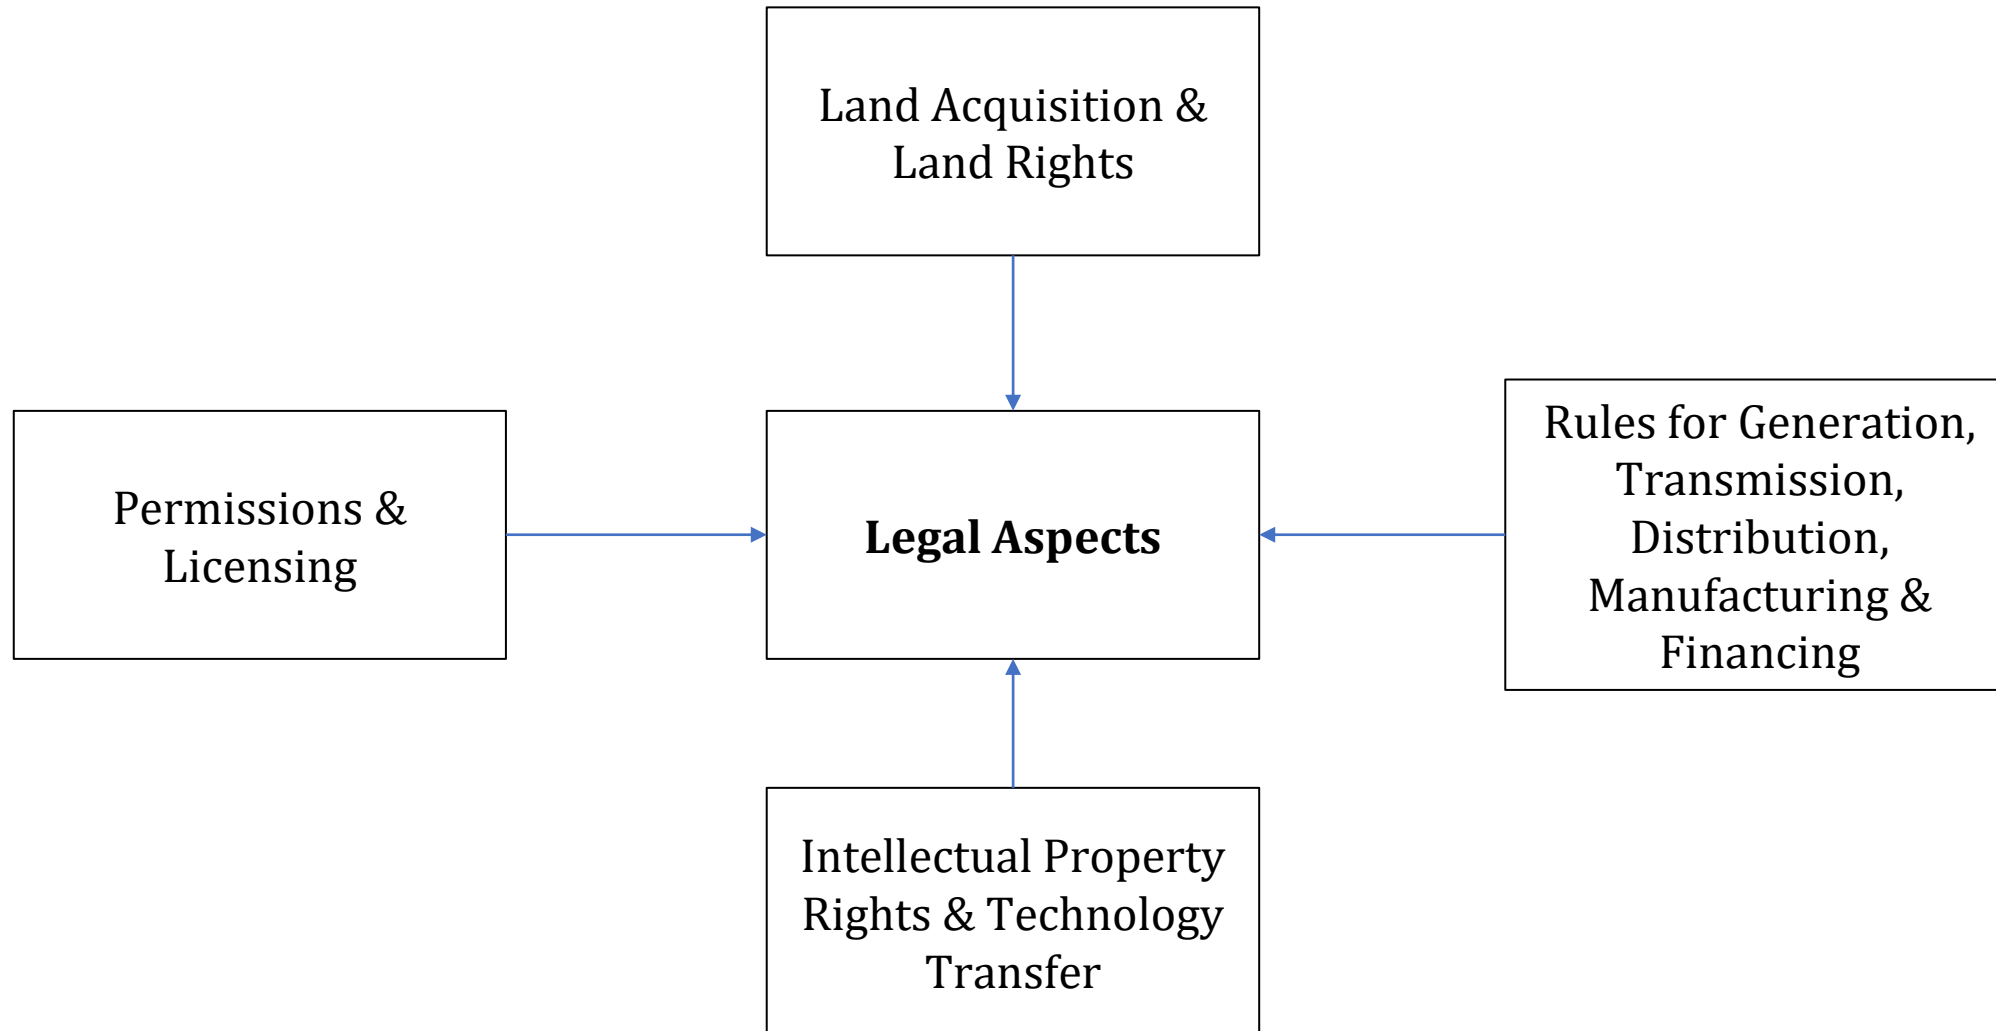 Land Acquisition &
Land Rights
Permissions &
Licensing
Legal Aspects
Rules for Generation,
Transmission,
Distribution,
Manufacturing &
Financing
Intellectual Property
Rights & Technology
Transfer